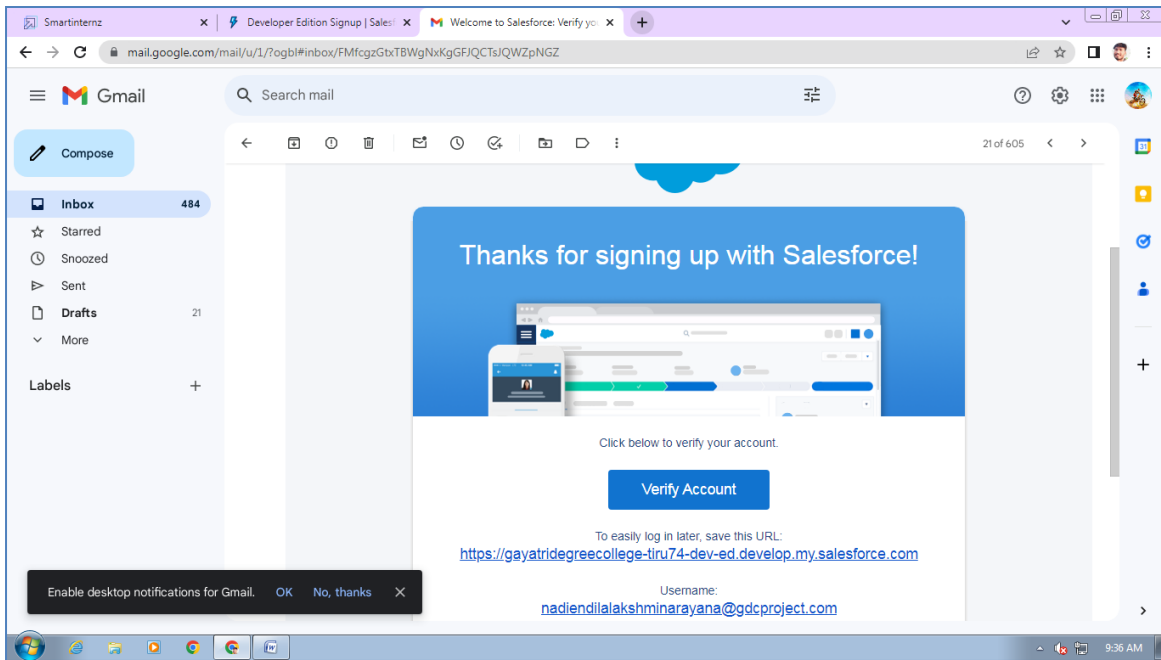 Smartinternz
Developer Edition Signup | Salesf
Welcome to Salesforce: Verify yo
mail.google.com/mail/u/1/?ogbl#inbox/FMfcgzGtxTBWgNxKgGFJQCTsJQWZpNGZ
Gmail
Search mail
Compose
21 of 605
31
Inbox 484
Starred
Snoozed
Sent
Drafts 21
More
Labels
Thanks for signing up with Salesforce!
Click below to verify your account.
Verify Account
To easily log in later, save this URL:
https://gayatridegreecollege-tiru74-dev-ed.develop.my.salesforce.com
Username:
nadiendilalakshminarayana@gdcproject.com
Enable desktop notifications for Gmail. OK No, thanks
9:36 AM